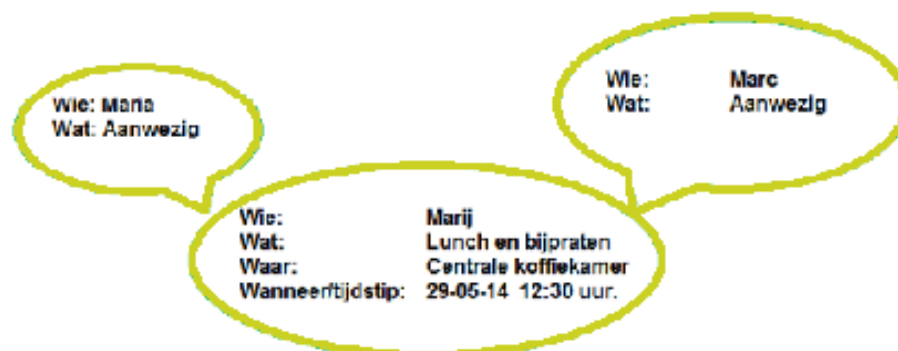 Wie: Maria
Wat: Aanwezig
Wie: Marc
Wat: Aanwezig
Wie: Marij
Wat: Lunch en bijpraten
Waar: Centrale koffiekamer
Wanneer/tijdstip: 29-05-14 12:30 uur.